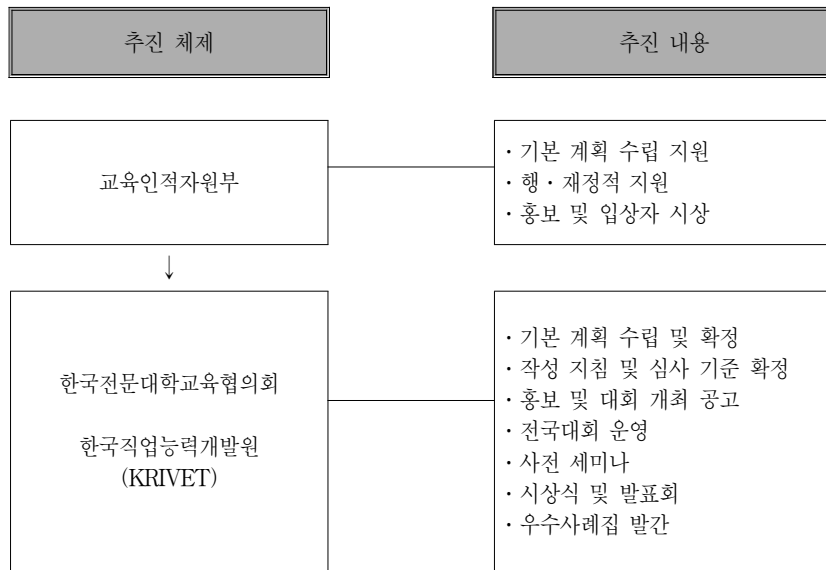 추진 체제
추진 내용
교육인적자원부
· 기본 계획 수립 지원
· 행 · 재정적 지원
· 홍보 및 입상자 시상
↓
한국전문대학교육협의회
한국직업능력개발원
(KRIVET)
· 기본 계획 수립 및 확정
· 작성 지침 및 심사 기준 확정
· 홍보 및 대회 개최 공고
· 전국대회 운영
· 사전 세미나
· 시상식 및 발표회
· 우수사례집 발간